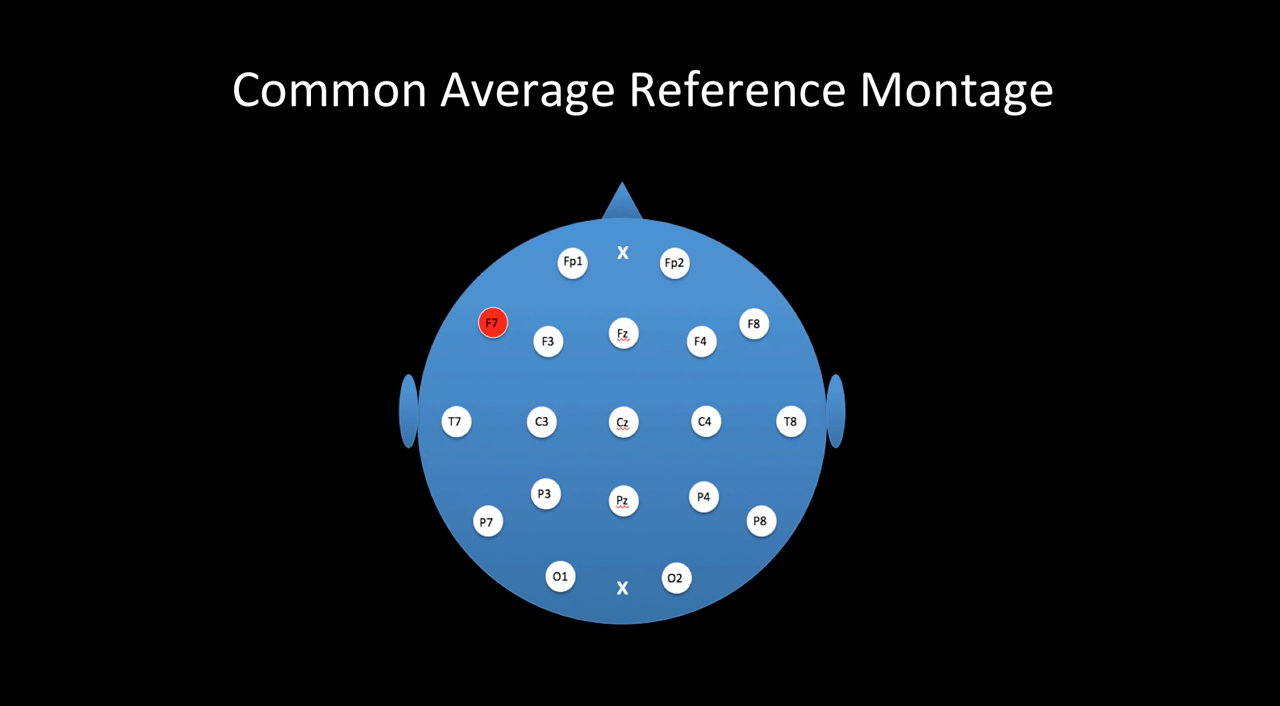 Common Average Reference Montage
X
Fp1 Fp2
F7 F8
F3 Fz F4
T7 C3 Cz C4 T8
P3 Pz P4
P7 P8
O1 X O2